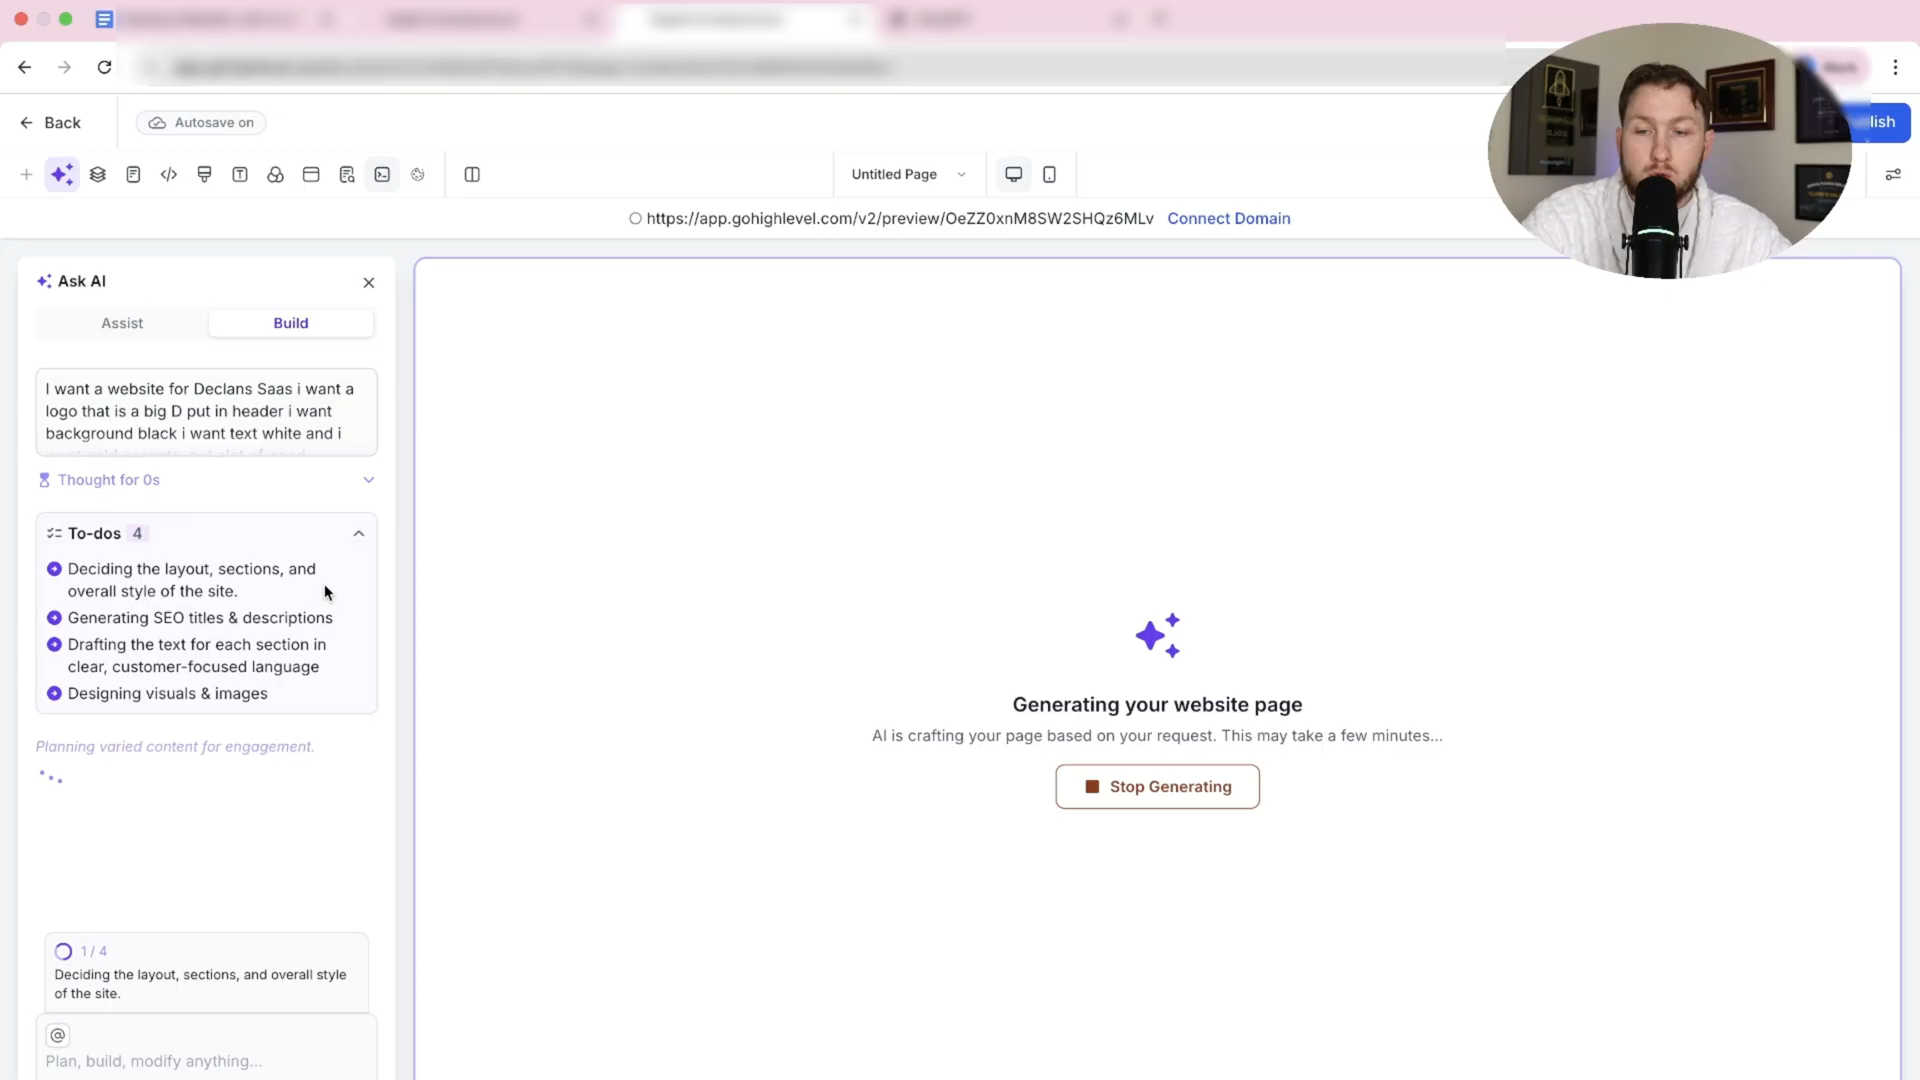 Back
Autosave on
Untitled Page
lish
https://app.gohighlevel.com/v2/preview/OeZZ0xnM8SW2SHQz6MLv Connect Domain
Ask AI
Assist
Build
I want a website for Declans Saas i want a
logo that is a big D put in header i want
background black i want text white and i
Thought for 0s
To-dos 4
Deciding the layout, sections, and
overall style of the site.
Generating SEO titles & descriptions
Drafting the text for each section in
clear, customer-focused language
Designing visuals & images
Planning varied content for engagement.
1 / 4
Deciding the layout, sections, and overall style
of the site.
@
Plan, build, modify anything...
Generating your website page
AI is crafting your page based on your request. This may take a few minutes...
Stop Generating